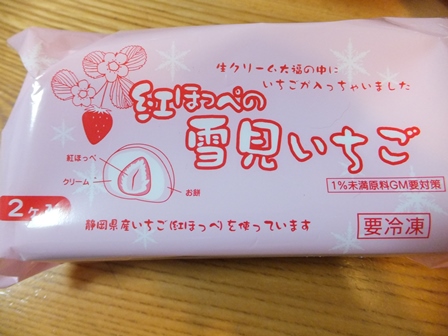 生クリーム大福の中に
いちごが入っちゃいました
紅ほっぺの
雪見いちご
紅ほっぺ
クリーム
お餅
1%未満原料GM要対策
2ヶ入
静岡県産いちご(紅ほっぺ)を使っています
要冷凍